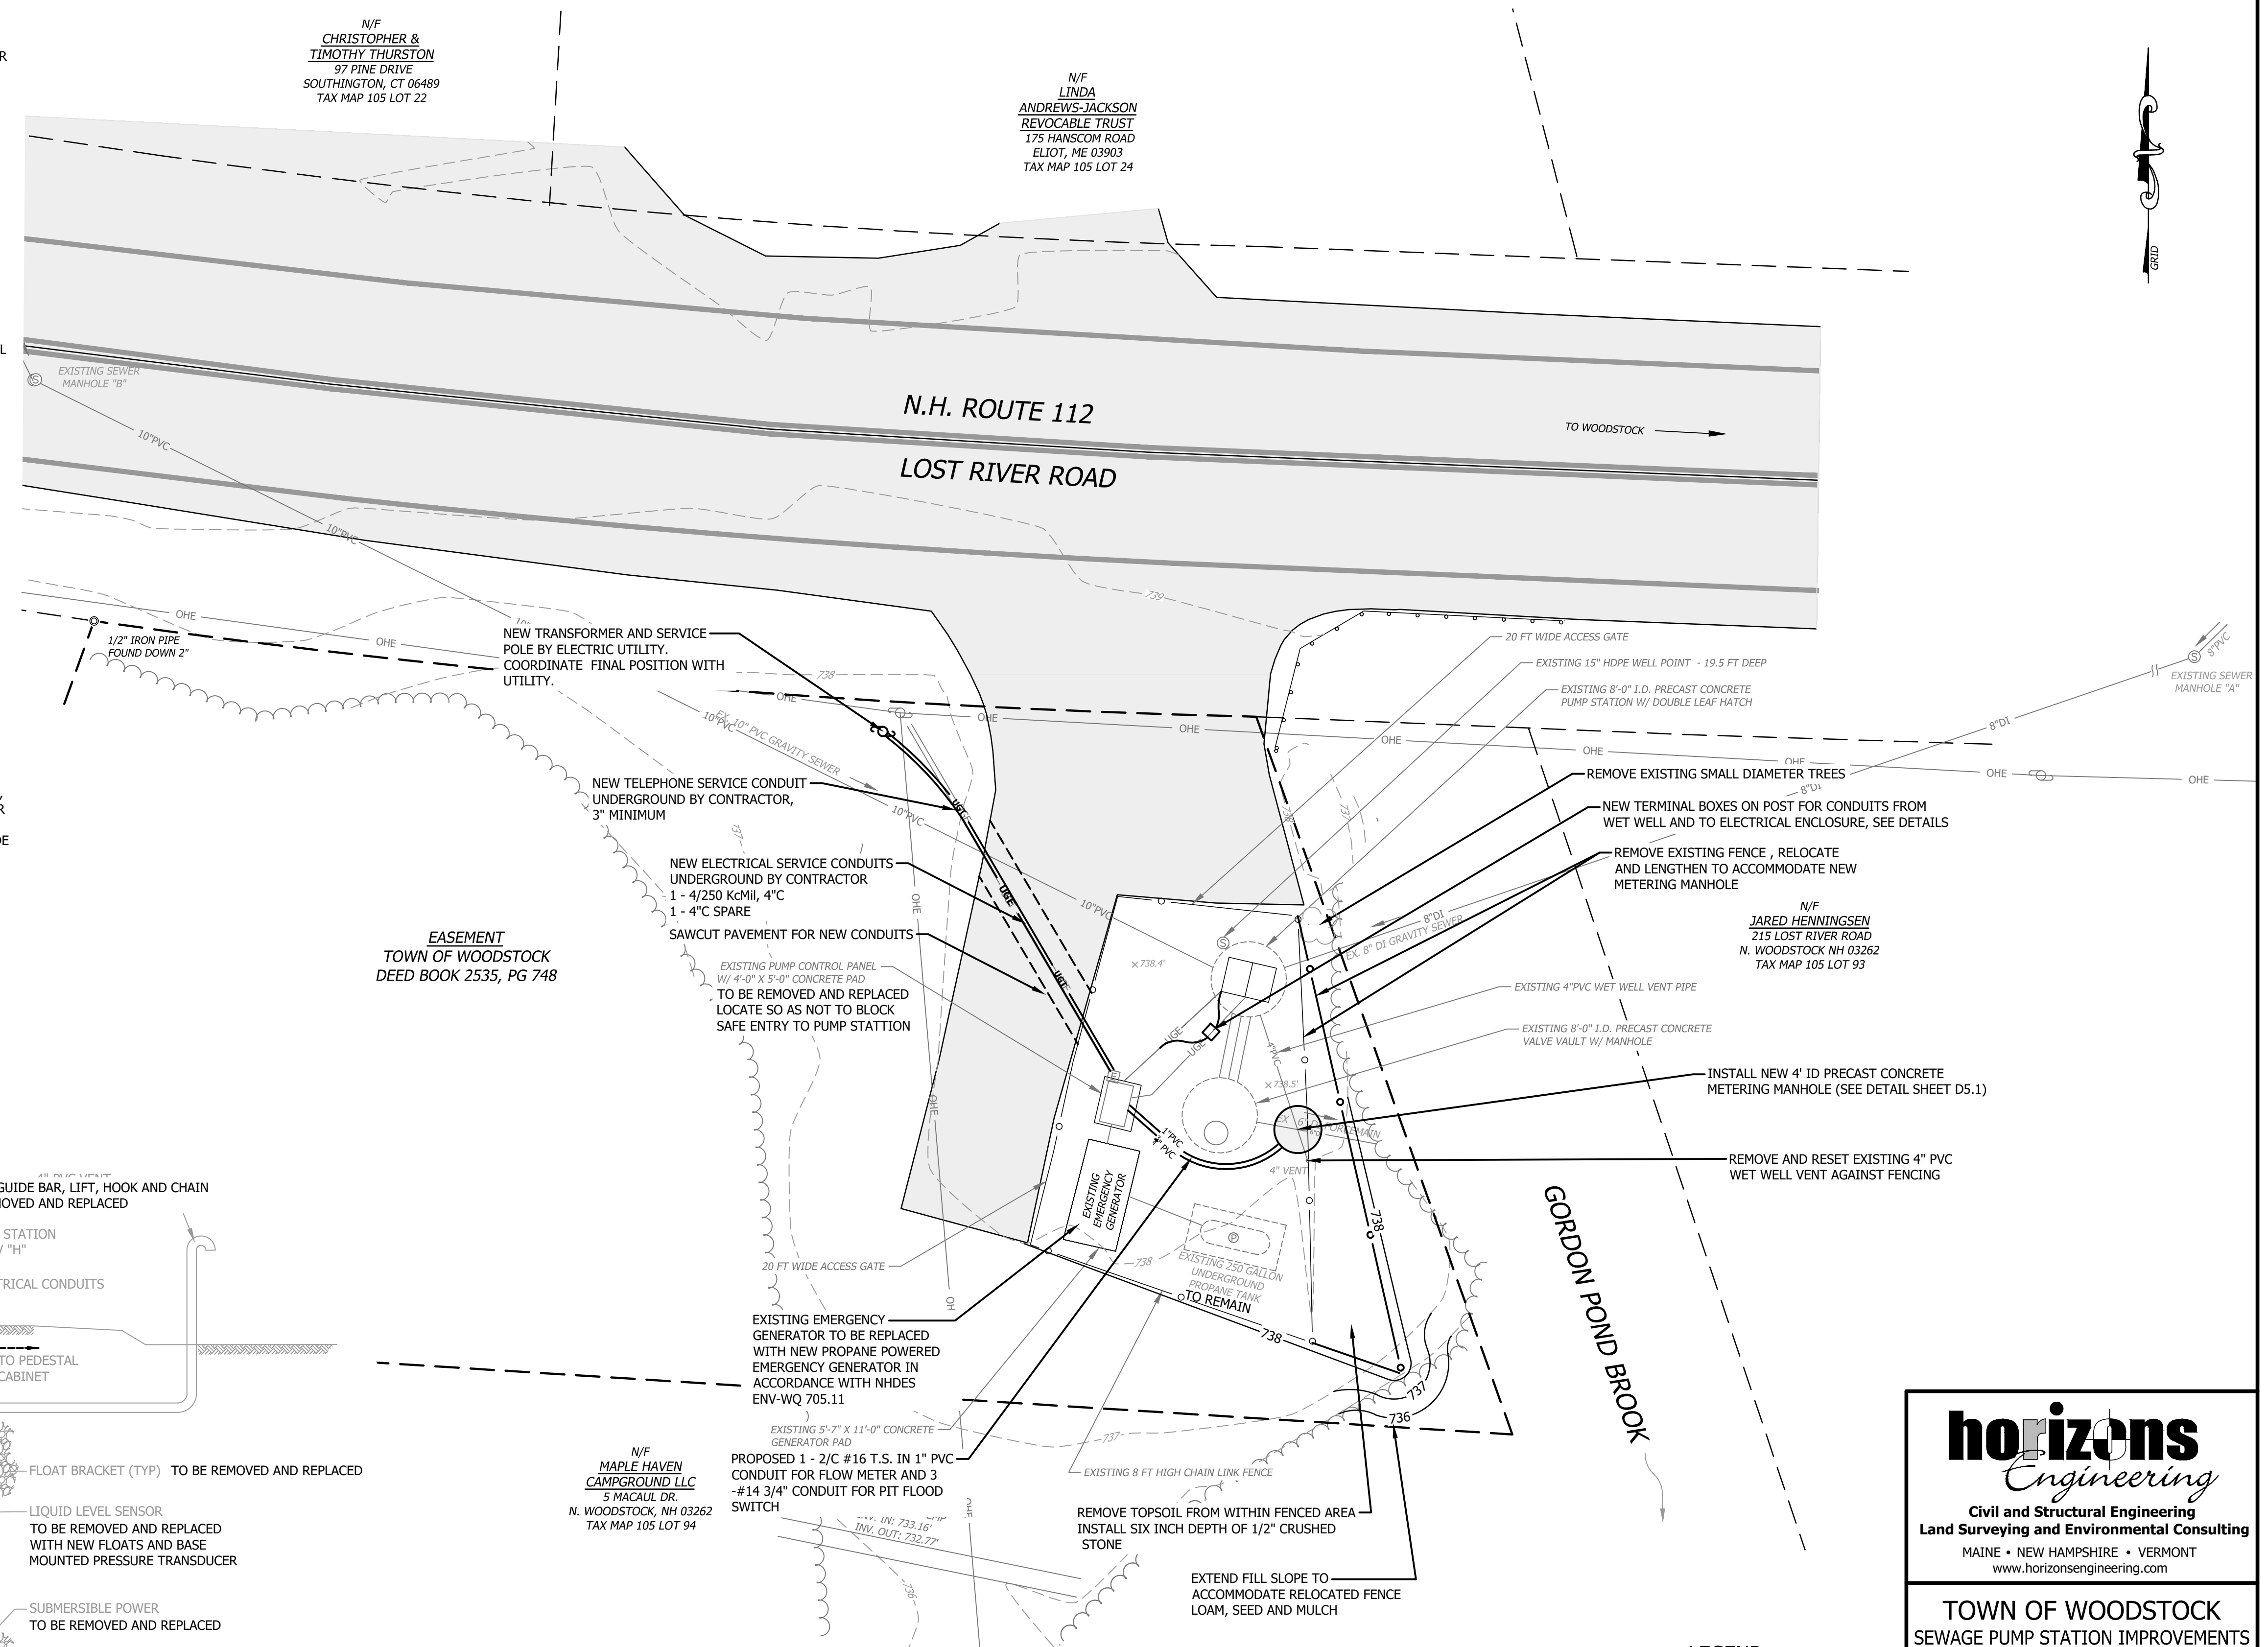 N/F
CHRISTOPHER &
TIMOTHY THURSTON
97 PINE DRIVE
SOUTHINGTON, CT 06489
TAX MAP 105 LOT 22
N/F
LINDA
ANDREWS-JACKSON
REVOCABLE TRUST
175 HANSCOM ROAD
ELIOT, ME 03903
TAX MAP 105 LOT 24
GRID
R
L
EXISTING SEWER
MANHOLE "B"
10"PVC
N.H. ROUTE 112
TO WOODSTOCK
LOST RIVER ROAD
10"PVC
739
OHE
OHE
1/2" IRON PIPE
FOUND DOWN 2"
10"
NEW TRANSFORMER AND SERVICE
POLE BY ELECTRIC UTILITY.
COORDINATE  FINAL POSITION WITH
UTILITY.
738
OHE
OHE
OHE
OHE
OHE
OHE
OHE
20 FT WIDE ACCESS GATE
EXISTING 15" HDPE WELL POINT  - 19.5 FT DEEP
EXISTING 8'-0" I.D. PRECAST CONCRETE
PUMP STATION W/ DOUBLE LEAF HATCH
S
8"PVC
EXISTING SEWER
MANHOLE "A"
8"DI
8"DI
10"PVC
EX. 10" PVC GRAVITY SEWER
10"PVC
NEW TELEPHONE SERVICE CONDUIT
UNDERGROUND BY CONTRACTOR,
3" MINIMUM
UGT
737
737
REMOVE EXISTING SMALL DIAMETER TREES
NEW TERMINAL BOXES ON POST FOR CONDUITS FROM
WET WELL AND TO ELECTRICAL ENCLOSURE, SEE DETAILS
REMOVE EXISTING FENCE , RELOCATE
AND LENGTHEN TO ACCOMMODATE NEW
METERING MANHOLE
,
R
DE
NEW ELECTRICAL SERVICE CONDUITS
UNDERGROUND BY CONTRACTOR
1 - 4/250 KcMil, 4"C
1 - 4"C SPARE
UGE
OHE
10"PVC
SAWCUT PAVEMENT FOR NEW CONDUITS
8"DI
EX. 8" DI GRAVITY SEWER
N/F
JARED HENNINGSEN
215 LOST RIVER ROAD
N. WOODSTOCK NH 03262
TAX MAP 105 LOT 93
EASEMENT
TOWN OF WOODSTOCK
DEED BOOK 2535, PG 748
EXISTING PUMP CONTROL PANEL
W/ 4'-0" X 5'-0" CONCRETE PAD
TO BE REMOVED AND REPLACED
LOCATE SO AS NOT TO BLOCK
SAFE ENTRY TO PUMP STATTION
738.4'
S
UGT
UGE
UGE
4"PVC
738.5'
EXISTING 4"PVC WET WELL VENT PIPE
EXISTING 8'-0" I.D. PRECAST CONCRETE
VALVE VAULT W/ MANHOLE
INSTALL NEW 4' ID PRECAST CONCRETE
METERING MANHOLE (SEE DETAIL SHEET D5.1)
E
OHE
1"PVC
4" VENT
REMOVE AND RESET EXISTING 4" PVC
WET WELL VENT AGAINST FENCING
EXISTING
EMERGENCY
GENERATOR
738
GORDON POND BROOK
GUIDE BAR, LIFT, HOOK AND CHAIN
MOVED AND REPLACED
STATION
/ "H"
TRICAL CONDUITS
TO PEDESTAL
CABINET
20 FT WIDE ACCESS GATE
738
P
EXISTING 250 GALLON
UNDERGROUND
PROPANE TANK
TO REMAIN
OH
738
EXISTING EMERGENCY
GENERATOR TO BE REPLACED
WITH NEW PROPANE POWERED
EMERGENCY GENERATOR IN
ACCORDANCE WITH NHDES
ENV-WQ 705.11
737
736
737
EXISTING 5'-7" X 11'-0" CONCRETE
GENERATOR PAD
PROPOSED 1 - 2/C #16 T.S. IN 1" PVC
CONDUIT FOR FLOW METER AND 3
-#14 3/4" CONDUIT FOR PIT FLOOD
SWITCH
N/F
MAPLE HAVEN
CAMPGROUND LLC
5 MACAUL DR.
N. WOODSTOCK, NH 03262
TAX MAP 105 LOT 94
EXISTING 8 FT HIGH CHAIN LINK FENCE
FLOAT BRACKET (TYP)  TO BE REMOVED AND REPLACED
LIQUID LEVEL SENSOR
TO BE REMOVED AND REPLACED
WITH NEW FLOATS AND BASE
MOUNTED PRESSURE TRANSDUCER
INV. IN: 733.16'
INV. OUT: 732.77'
736
REMOVE TOPSOIL FROM WITHIN FENCED AREA
INSTALL SIX INCH DEPTH OF 1/2" CRUSHED
STONE
EXTEND FILL SLOPE TO
ACCOMMODATE RELOCATED FENCE
LOAM, SEED AND MULCH
SUBMERSIBLE POWER
TO BE REMOVED AND REPLACED
horizons
Engineering
Civil and Structural Engineering
Land Surveying and Environmental Consulting
MAINE • NEW HAMPSHIRE • VERMONT
www.horizonsengineering.com
TOWN OF WOODSTOCK
SEWAGE PUMP STATION IMPROVEMENTS